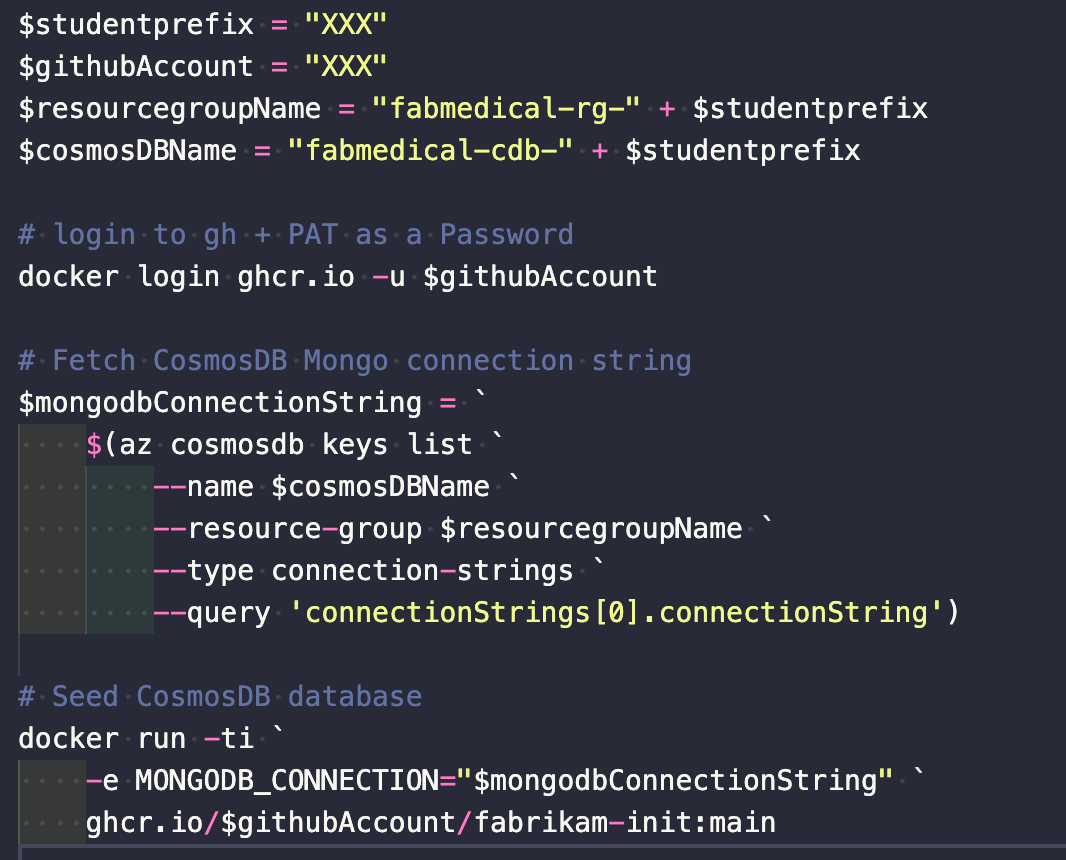 $studentprefix = "XXX"
$githubAccount = "XXX"
$resourcegroupName = "fabmedical-rg-" + $studentprefix
$cosmosDBName = "fabmedical-cdb-" + $studentprefix

# login to gh + PAT as a Password
docker login ghcr.io -u $githubAccount

# Fetch CosmosDB Mongo connection string
$mongodbConnectionString = `
    $(az cosmosdb keys list `
        --name $cosmosDBName `
        --resource-group $resourcegroupName `
        --type connection-strings `
        --query 'connectionStrings[0].connectionString')

# Seed CosmosDB database
docker run -ti `
    -e MONGODB_CONNECTION="$mongodbConnectionString" `
    ghcr.io/$githubAccount/fabrikam-init:main